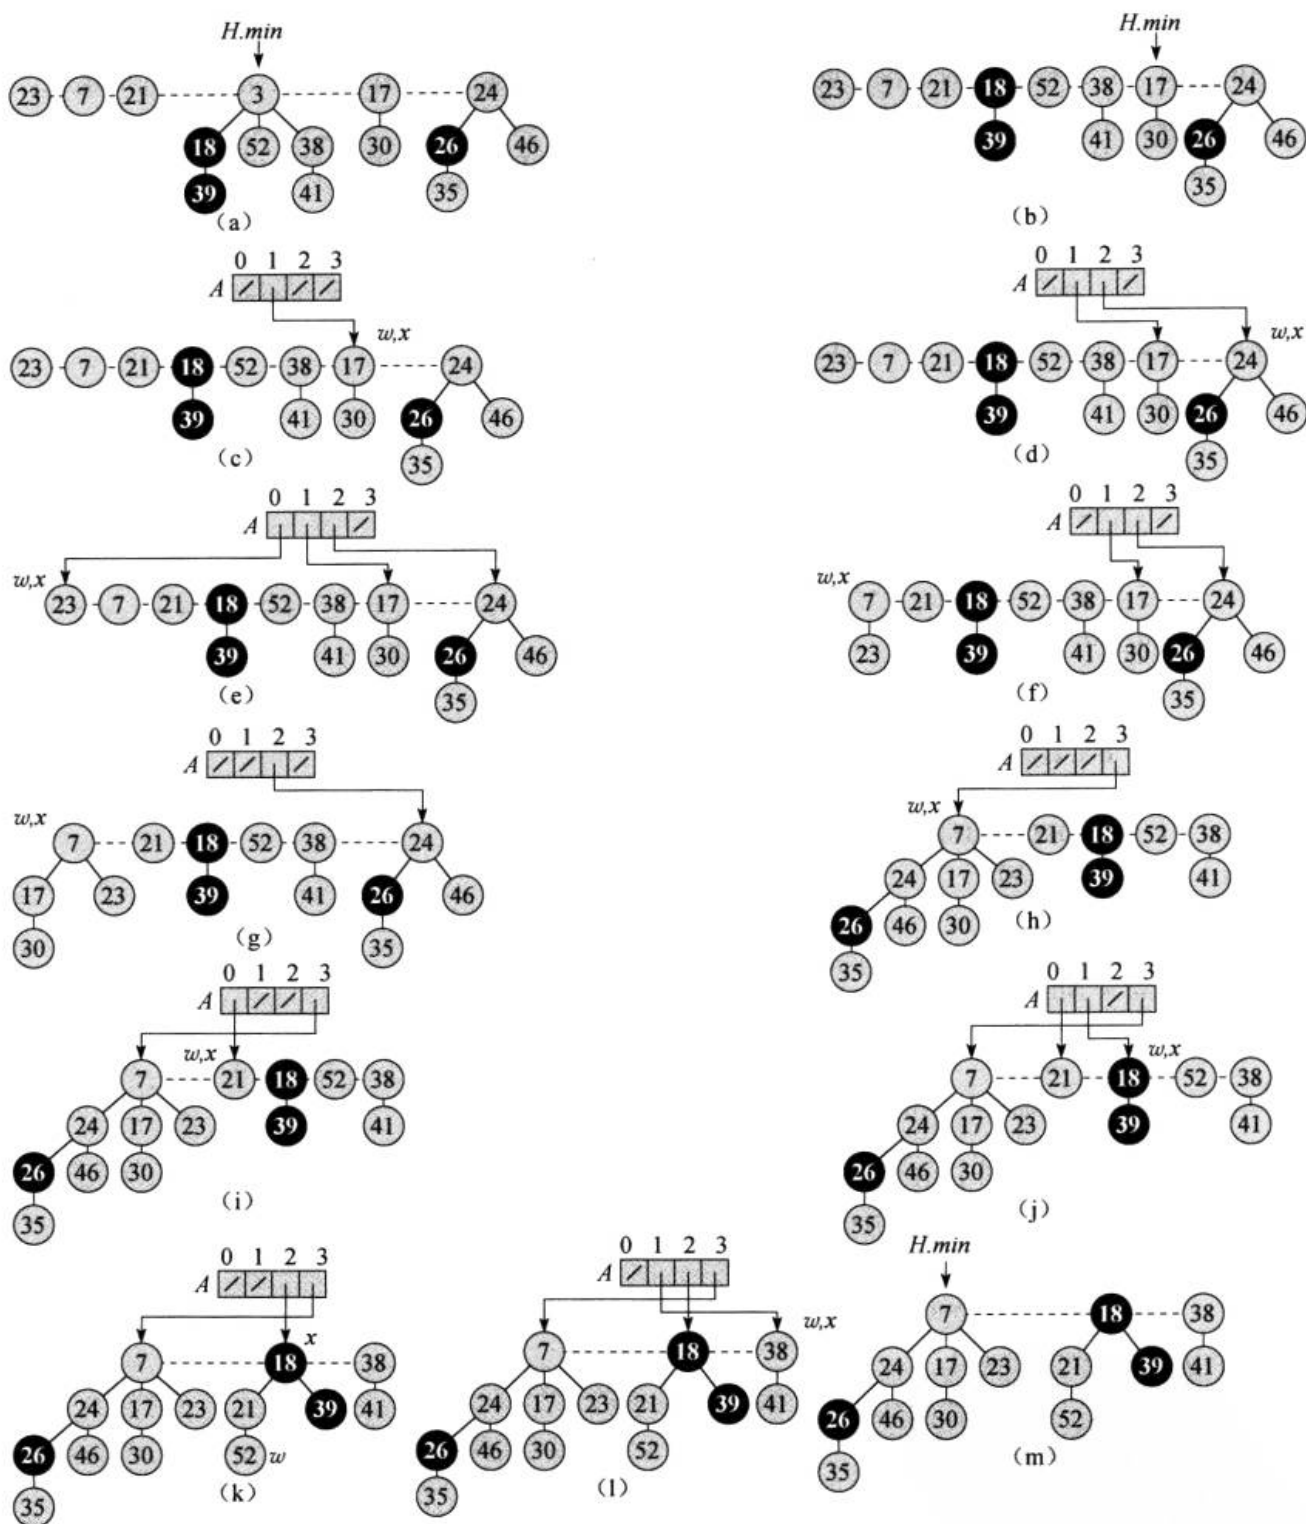 H.min
23 7 21 3 17 24
18 52 38 30 26 46
39 41 35
(a)
H.min
23 7 21 18 52 38 17 24
39 41 30 26 46
35
(b)
0 1 2 3
A
w,x
23 7 21 18 52 38 17 24
39 41 30 26 46
35
(c)
0 1 2 3
A
w,x
23 7 21 18 52 38 17 24
39 41 30 26 46
35
(d)
0 1 2 3
A
w,x
23 7 21 18 52 38 17 24
39 41 30 26 46
35
(e)
0 1 2 3
A
w,x
7 21 18 52 38 17 24
23 39 41 30 26 46
35
(f)
0 1 2 3
A
w,x
7 21 18 52 38 24
17 23 39 41 26 46
30 35
(g)
0 1 2 3
A
w,x
7 21 18 52 38
24 17 23 39 41
26 46 30
35
(h)
0 1 2 3
A
w,x
7 21 18 52 38
24 17 23 39 41
26 46 30
35
(i)
0 1 2 3
A
w,x
7 21 18 52 38
24 17 23 39 41
26 46 30
35
(j)
0 1 2 3
A
x
7 18 38
24 17 23 21 39 41
26 46 30 52 w
35
(k)
0 1 2 3
A
w,x
7 18 38
24 17 23 21 39 41
26 46 30 52
35
(l)
H.min
7 18 38
24 17 23 21 39 41
26 46 30 52
35
(m)